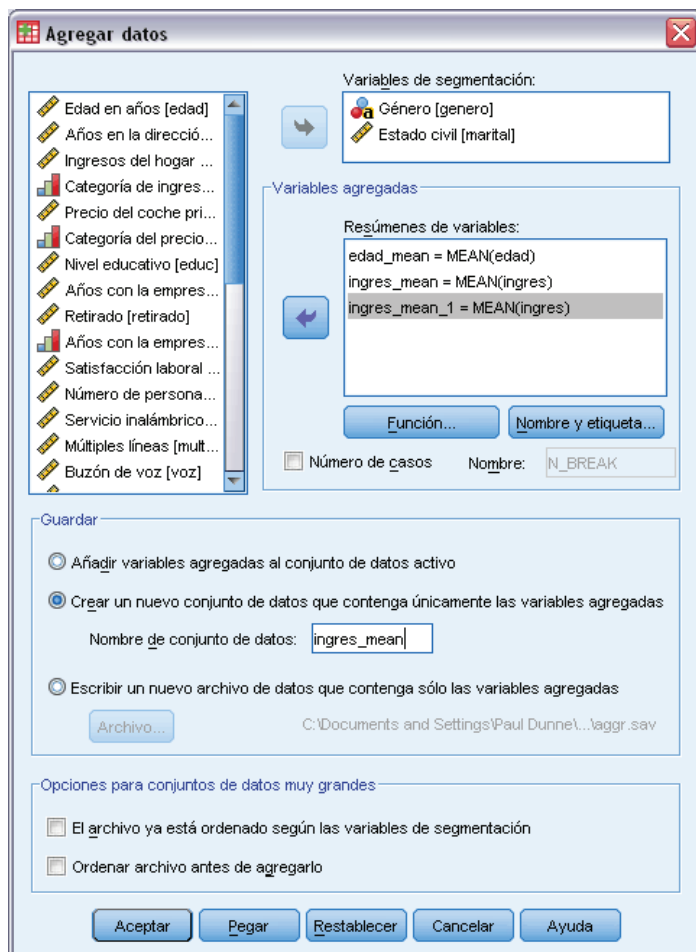 Agregar datos
Edad en años [edad]
Años en la direcció...
Ingresos del hogar ...
Categoría de ingres...
Precio del coche pri...
Categoría del precio...
Nivel educativo [educ]
Años con la empres...
Retirado [retirado]
Años con la empres...
Satisfacción laboral ...
Número de persona...
Servicio inalámbrico...
Múltiples líneas [mult...
Buzón de voz [voz]
Variables de segmentación:
Género [genero]
Estado civil [marital]
Variables agregadas
Resúmenes de variables:
edad_mean = MEAN(edad)
ingres_mean = MEAN(ingres)
ingres_mean_1 = MEAN(ingres)
Función...
Nombre y etiqueta...
Número de casos
Nombre:
N_BREAK
Guardar
Añadir variables agregadas al conjunto de datos activo
Crear un nuevo conjunto de datos que contenga únicamente las variables agregadas
Nombre de conjunto de datos:
ingres_mean
Escribir un nuevo archivo de datos que contenga sólo las variables agregadas
Archivo...
C:\Documents and Settings\Paul Dunne\...\aggr.sav
Opciones para conjuntos de datos muy grandes
El archivo ya está ordenado según las variables de segmentación
Ordenar archivo antes de agregarlo
Aceptar
Pegar
Restablecer
Cancelar
Ayuda